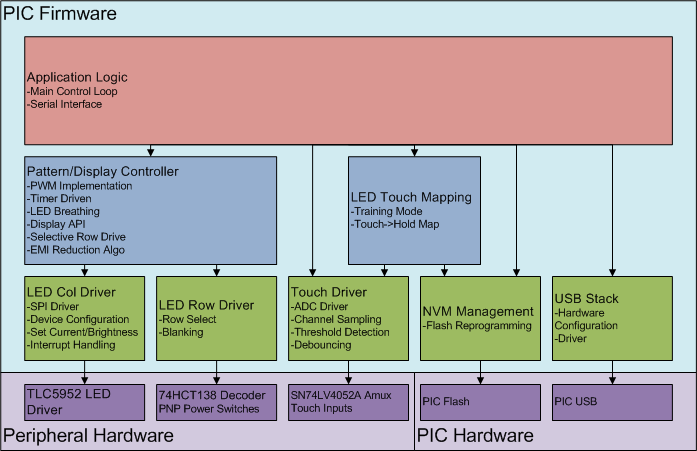 PIC Firmware
Application Logic
-Main Control Loop
-Serial Interface
Pattern/Display Controller
-PWM Implementation
-Timer Driven
-LED Breathing
-Display API
-Selective Row Drive
-EMI Reduction Algo
LED Touch Mapping
-Training Mode
-Touch->Hold Map
LED Col Driver
-SPI Driver
-Device Configuration
-Set Current/Brightness
-Interrupt Handling
LED Row Driver
-Row Select
-Blanking
Touch Driver
-ADC Driver
-Channel Sampling
-Threshold Detection
-Debouncing
NVM Management
-Flash Reprogramming
USB Stack
-Hardware
Configuration
-Driver
TLC5952 LED
Driver
74HCT138 Decoder
PNP Power Switches
SN74LV4052A Amux
Touch Inputs
PIC Flash
PIC USB
Peripheral Hardware
PIC Hardware